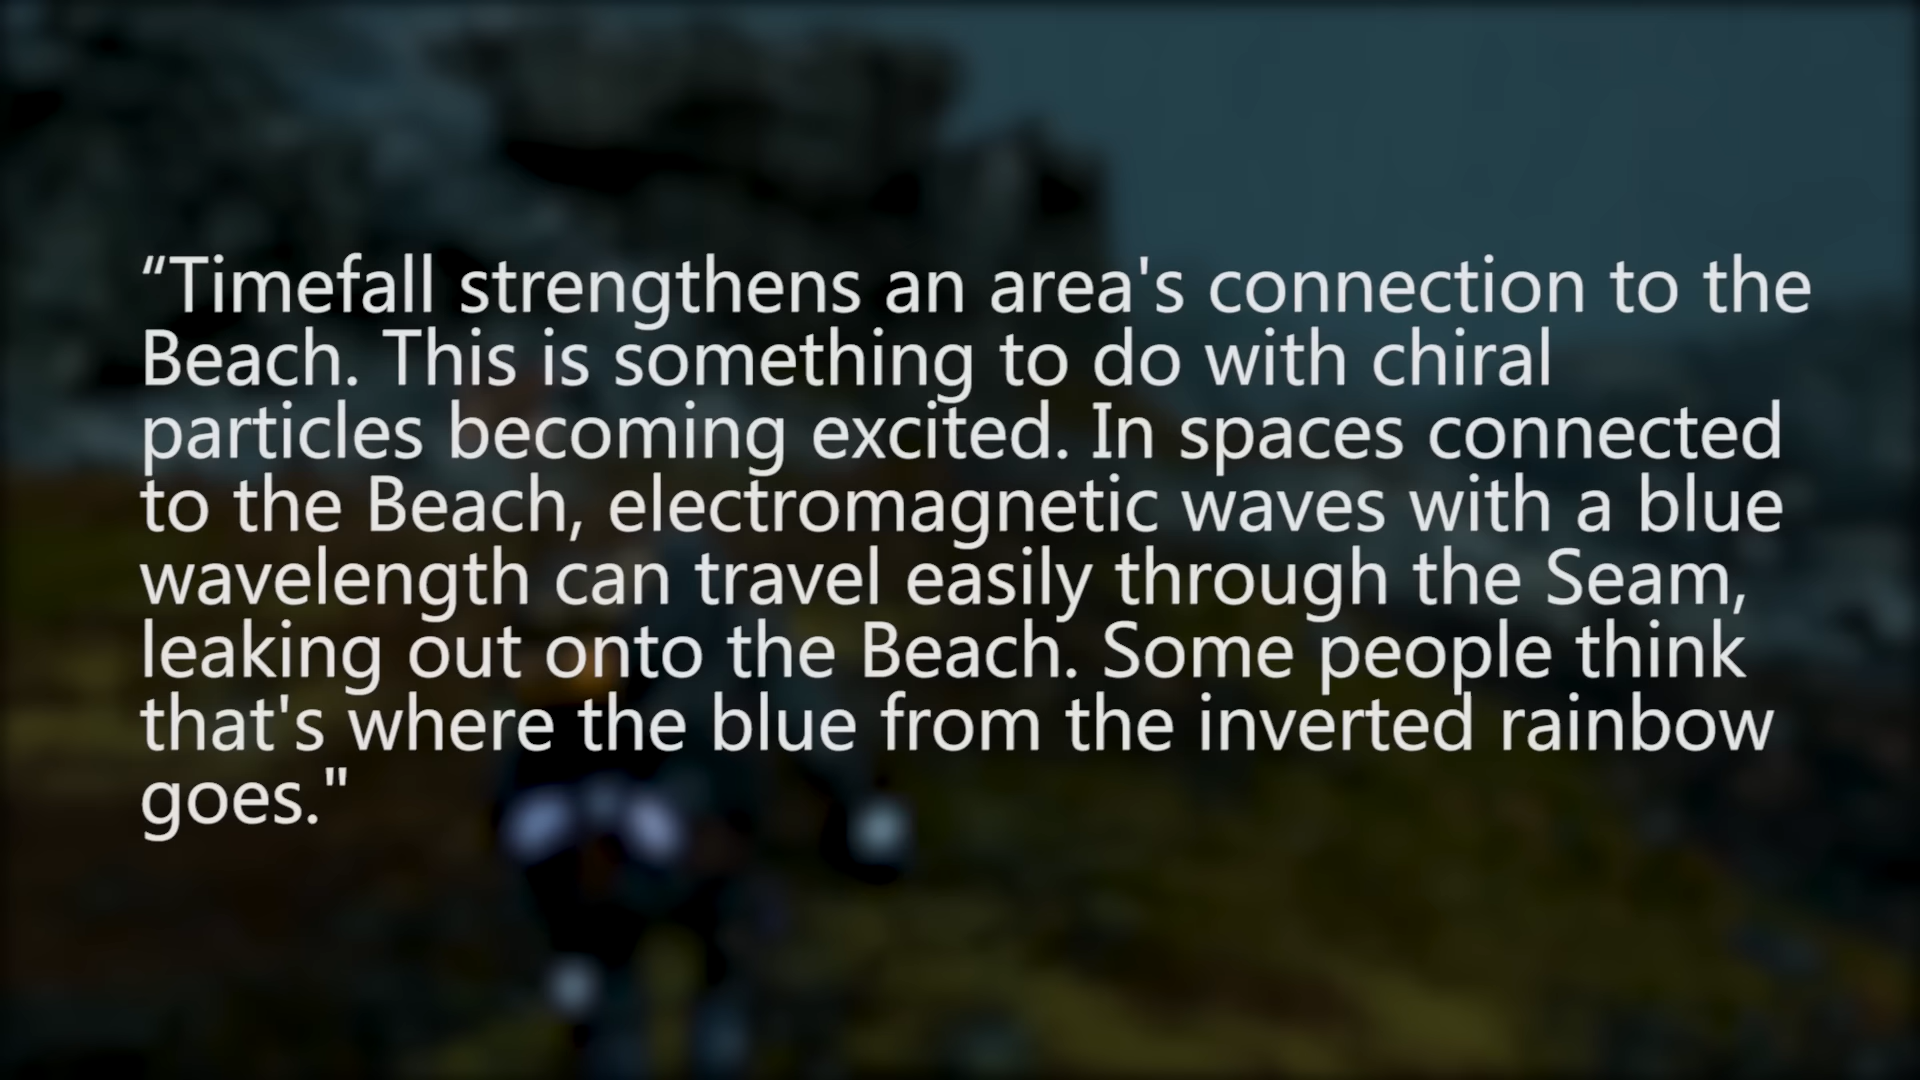 “Timefall strengthens an area's connection to the
Beach. This is something to do with chiral
particles becoming excited. In spaces connected
to the Beach, electromagnetic waves with a blue
wavelength can travel easily through the Seam,
leaking out onto the Beach. Some people think
that's where the blue from the inverted rainbow
goes."